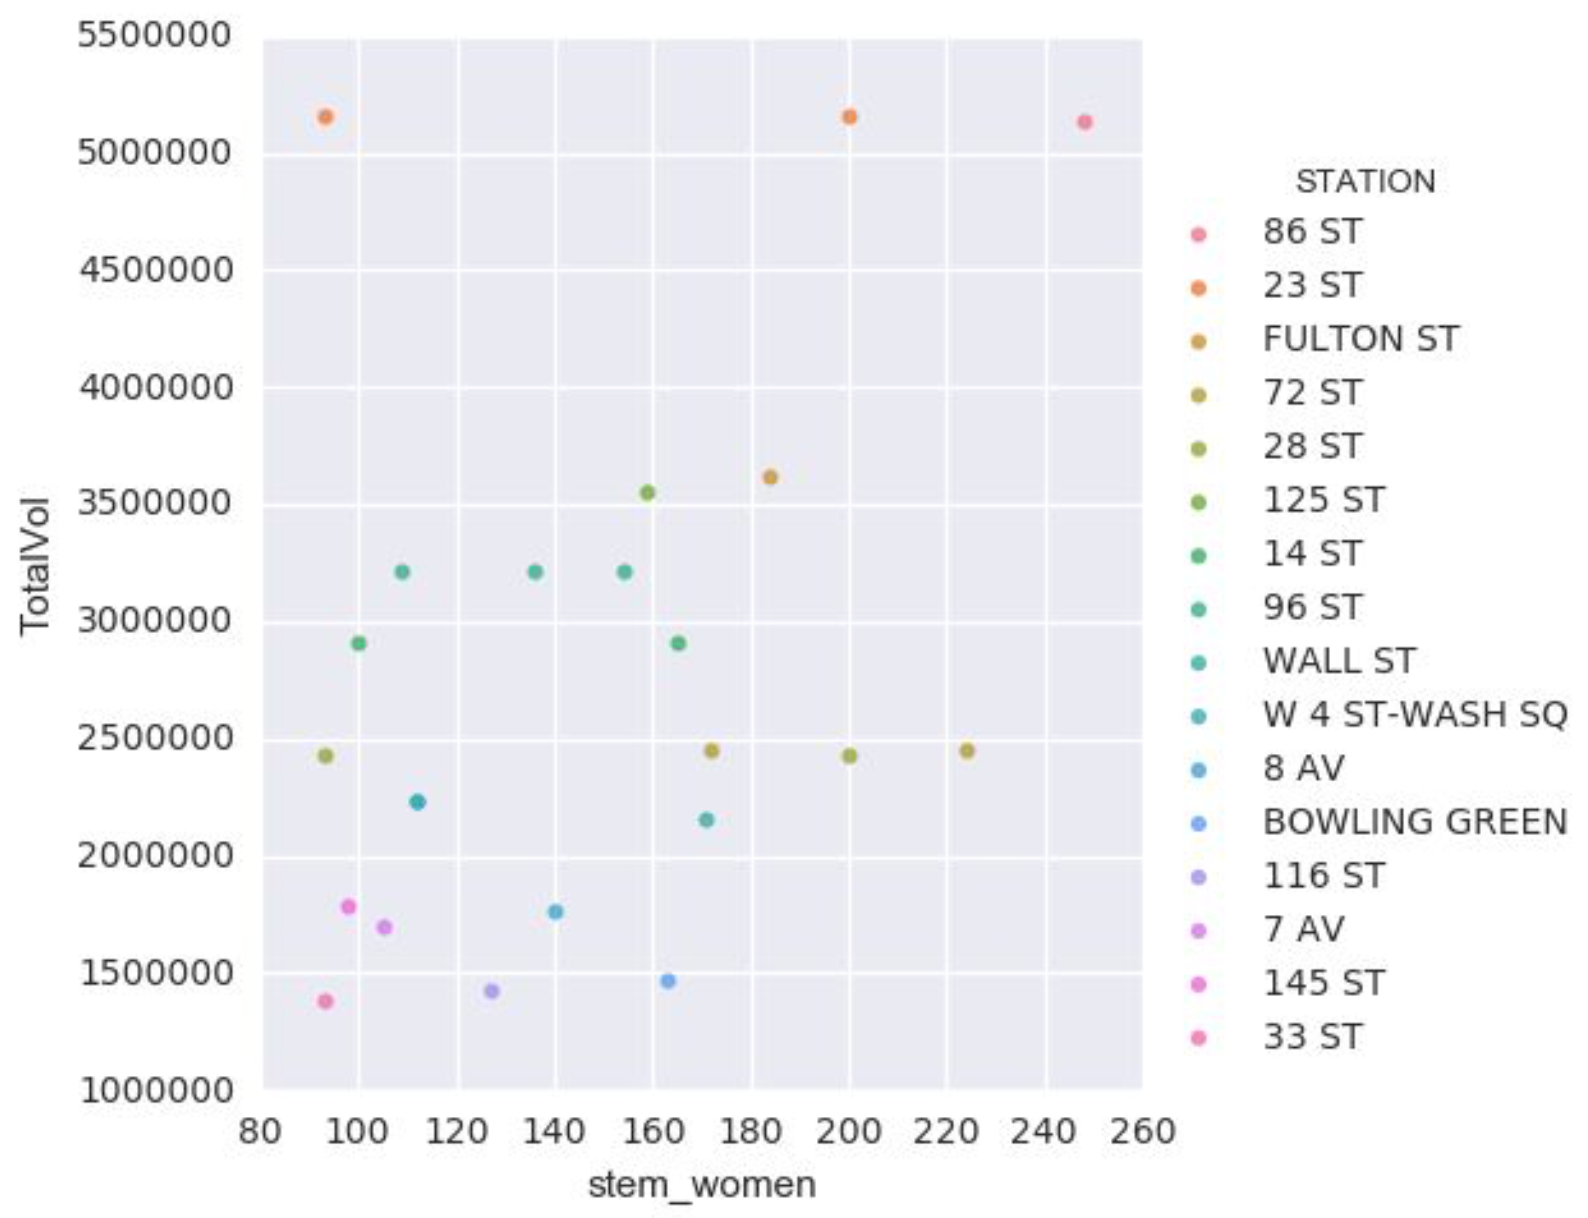 5500000
5000000
4500000
4000000
3500000
3000000
2500000
2000000
1500000
1000000
TotalVol
80 100 120 140 160 180 200 220 240 260
stem_women
STATION
86 ST
23 ST
FULTON ST
72 ST
28 ST
125 ST
14 ST
96 ST
WALL ST
W 4 ST-WASH SQ
8 AV
BOWLING GREEN
116 ST
7 AV
145 ST
33 ST